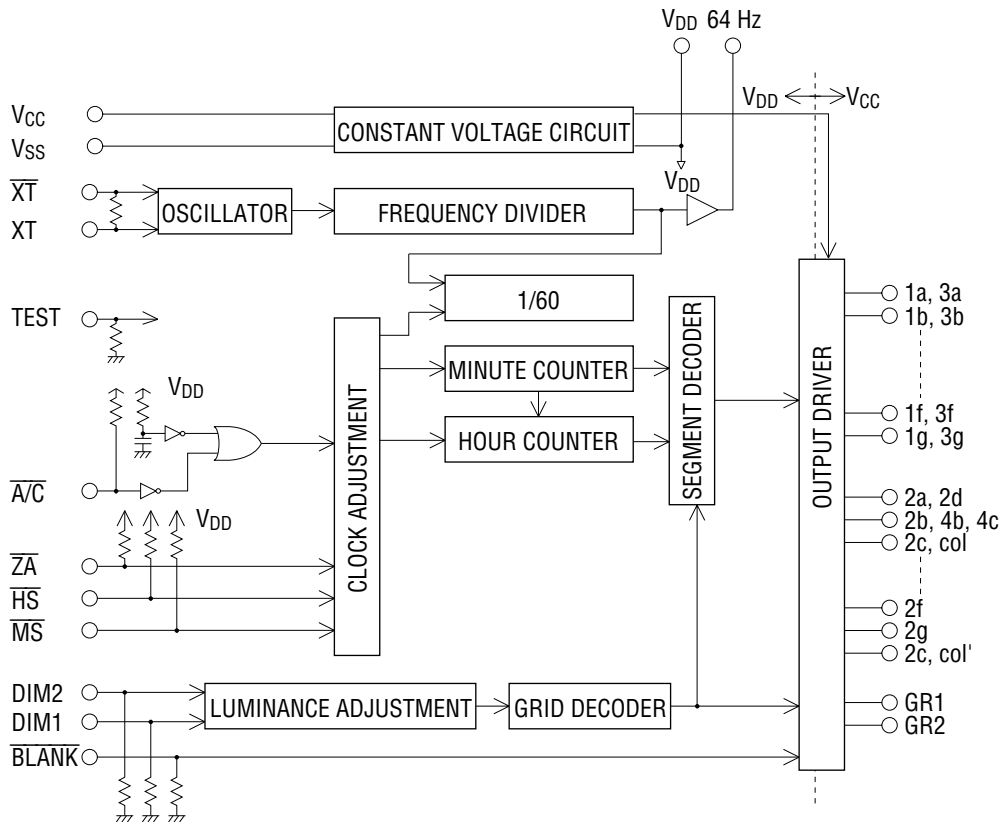 VDD 64 Hz
VDD VCC
VCC
CONSTANT VOLTAGE CIRCUIT
VSS
VDD
XT
OSCILLATOR
FREQUENCY DIVIDER
XT
1/60
TEST
CLOCK ADJUSTMENT
MINUTE COUNTER
HOUR COUNTER
SEGMENT DECODER
OUTPUT DRIVER
VDD
A/C
VDD
ZA
HS
MS
1a, 3a
1b, 3b
1f, 3f
1g, 3g
2a, 2d
2b, 4b, 4c
2c, col
2f
2g
2c, col'
DIM2
LUMINANCE ADJUSTMENT
GRID DECODER
DIM1
BLANK
GR1
GR2